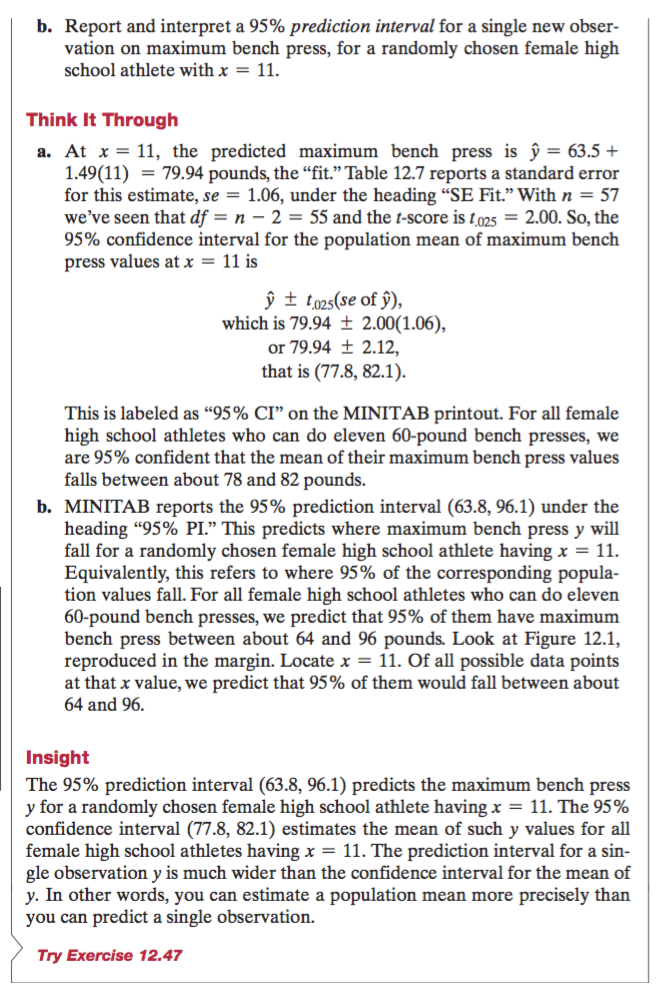 b. Report and interpret a 95% prediction interval for a single new obser-
vation on maximum bench press, for a randomly chosen female high
school athlete with x = 11.
Think It Through
a. At x = 11, the predicted maximum bench press is ŷ = 63.5 +
1.49(11) = 79.94 pounds, the “fit.” Table 12.7 reports a standard error
for this estimate, se = 1.06, under the heading “SE Fit.” With n = 57
we’ve seen that df = n − 2 = 55 and the t-score is t.025 = 2.00. So, the
95% confidence interval for the population mean of maximum bench
press values at x = 11 is
ŷ ± t.025(se of ŷ),
which is 79.94 ± 2.00(1.06),
or 79.94 ± 2.12,
that is (77.8, 82.1).
This is labeled as “95% CI” on the MINITAB printout. For all female
high school athletes who can do eleven 60-pound bench presses, we
are 95% confident that the mean of their maximum bench press values
falls between about 78 and 82 pounds.
b. MINITAB reports the 95% prediction interval (63.8, 96.1) under the
heading “95% PI.” This predicts where maximum bench press y will
fall for a randomly chosen female high school athlete having x = 11.
Equivalently, this refers to where 95% of the corresponding popula-
tion values fall. For all female high school athletes who can do eleven
60-pound bench presses, we predict that 95% of them have maximum
bench press between about 64 and 96 pounds. Look at Figure 12.1,
reproduced in the margin. Locate x = 11. Of all possible data points
at that x value, we predict that 95% of them would fall between about
64 and 96.
Insight
The 95% prediction interval (63.8, 96.1) predicts the maximum bench press
y for a randomly chosen female high school athlete having x = 11. The 95%
confidence interval (77.8, 82.1) estimates the mean of such y values for all
female high school athletes having x = 11. The prediction interval for a sin-
gle observation y is much wider than the confidence interval for the mean of
y. In other words, you can estimate a population mean more precisely than
you can predict a single observation.
Try Exercise 12.47